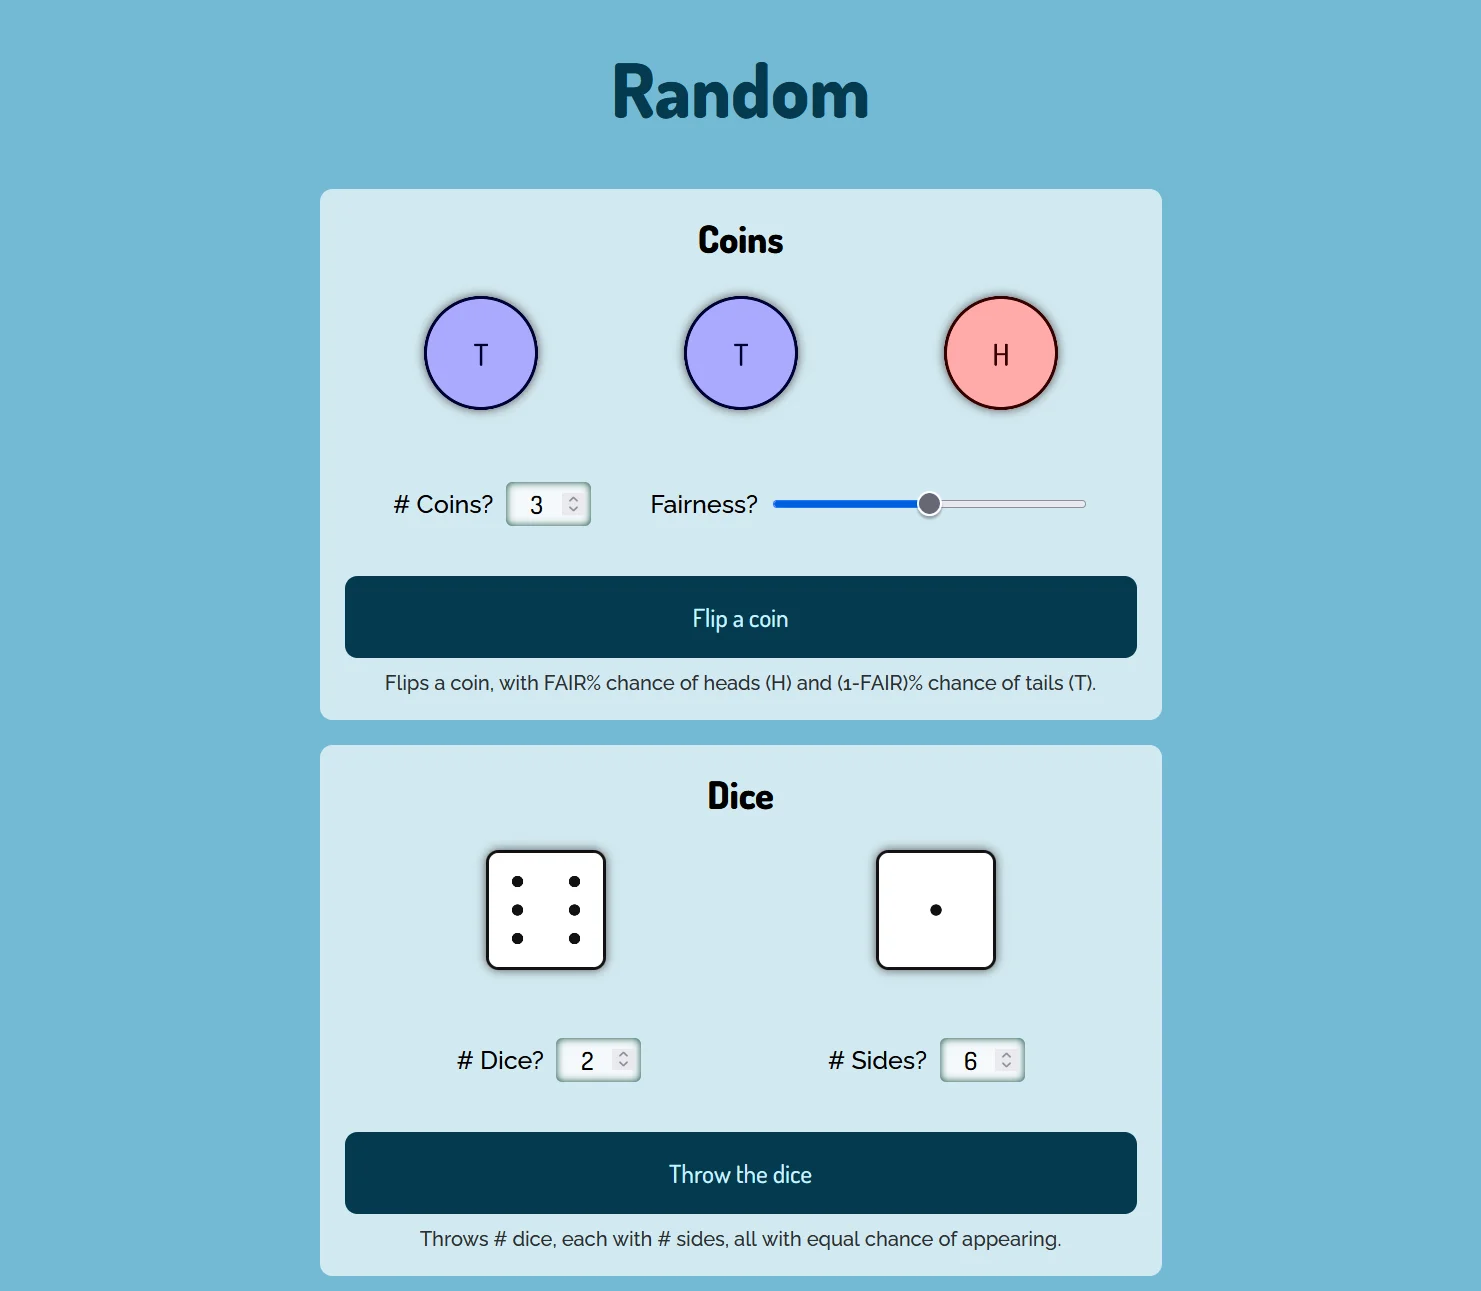 Random
Coins
T T H
# Coins? 3 Fairness?
Flip a coin
Flips a coin, with FAIR% chance of heads (H) and (1-FAIR)% chance of tails (T).
Dice
# Dice? 2 # Sides? 6
Throw the dice
Throws # dice, each with # sides, all with equal chance of appearing.